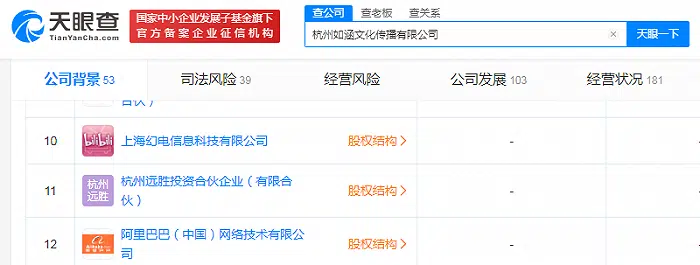 天眼查
TianYanCha.com
国家中小企业发展子基金旗下
官方备案企业征信机构
查公司 查老板 查关系
杭州如涵文化传播有限公司 × 天眼一下
公司背景 53 司法风险 39 经营风险 公司发展 103 经营状况 181
合伙）
10 bilibili 上海幻电信息科技有限公司 股权结构 > - -
11 杭州远胜 杭州远胜投资合伙企业（有限合
伙） 股权结构 > - -
12 阿里巴巴（中国）网络技术有限公
司 股权结构 > - -